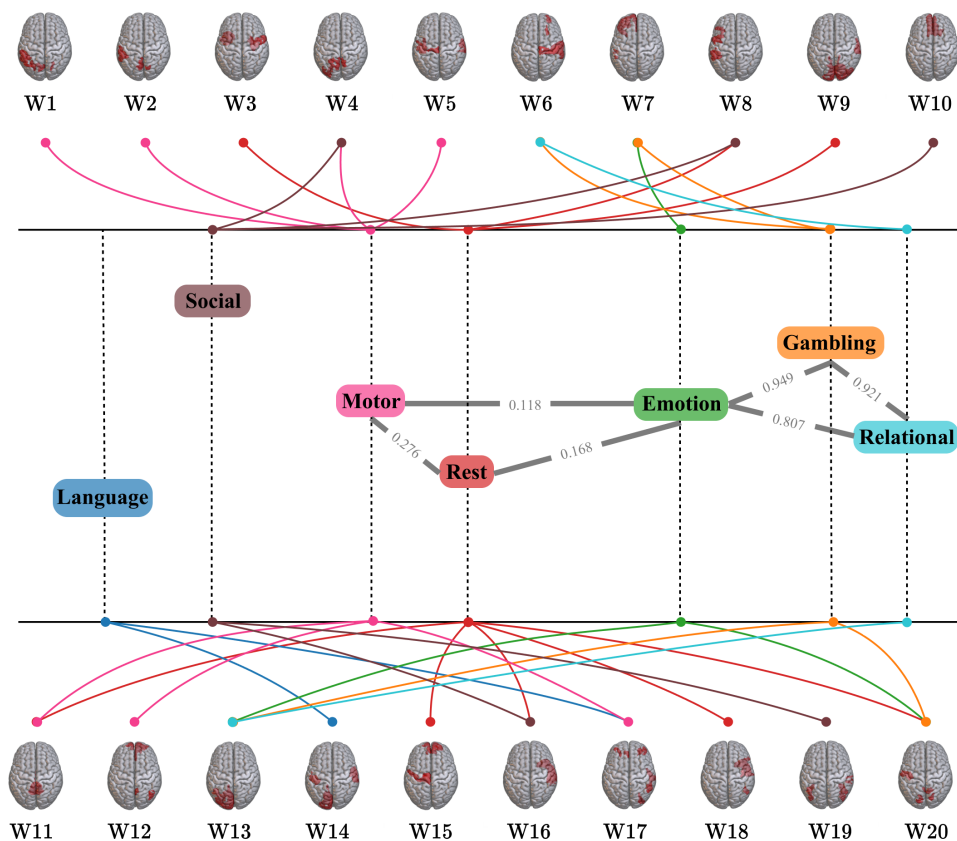 W1 W2 W3 W4 W5 W6 W7 W8 W9 W10
Social
Gambling
0.949
0.921
Motor
0.118
Emotion
0.807
Relational
0.276
0.168
Rest
Language
W11 W12 W13 W14 W15 W16 W17 W18 W19 W20